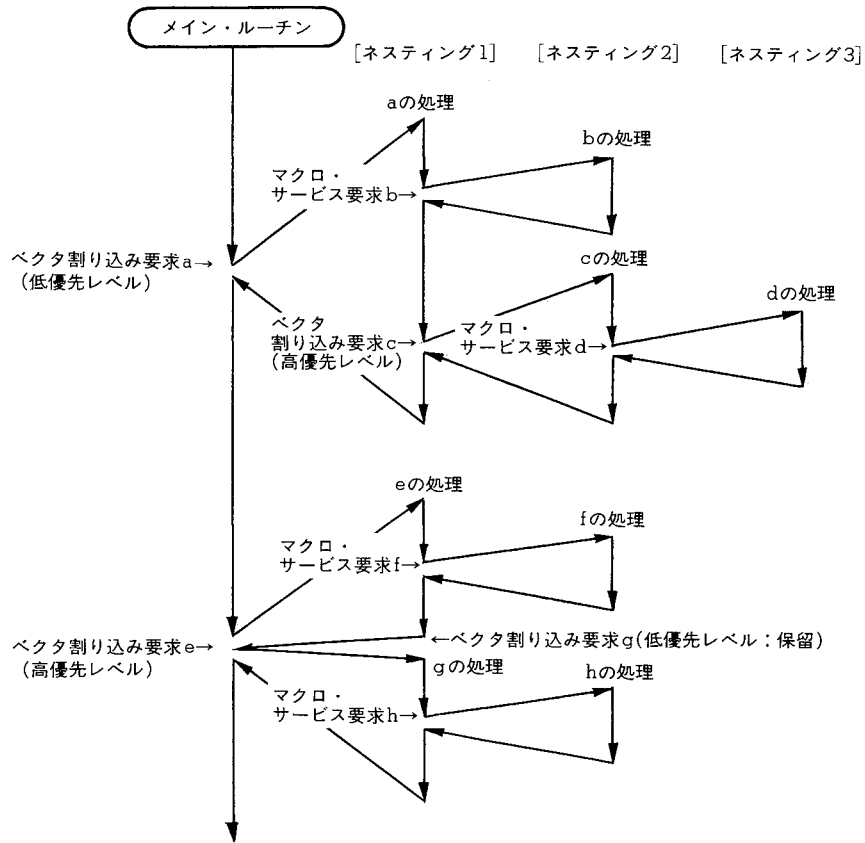 メイン・ルーチン
[ネスティング1]
[ネスティング2]
[ネスティング3]
aの処理
bの処理
マクロ・
サービス要求b→
ベクタ割り込み要求a→
(低優先レベル)
cの処理
dの処理
ベクタ
割り込み要求c→
(高優先レベル)
マクロ・
サービス要求d→
eの処理
fの処理
マクロ・
サービス要求f→
ベクタ割り込み要求e→
(高優先レベル)
←ベクタ割り込み要求g(低優先レベル：保留)
gの処理
hの処理
マクロ・
サービス要求h→